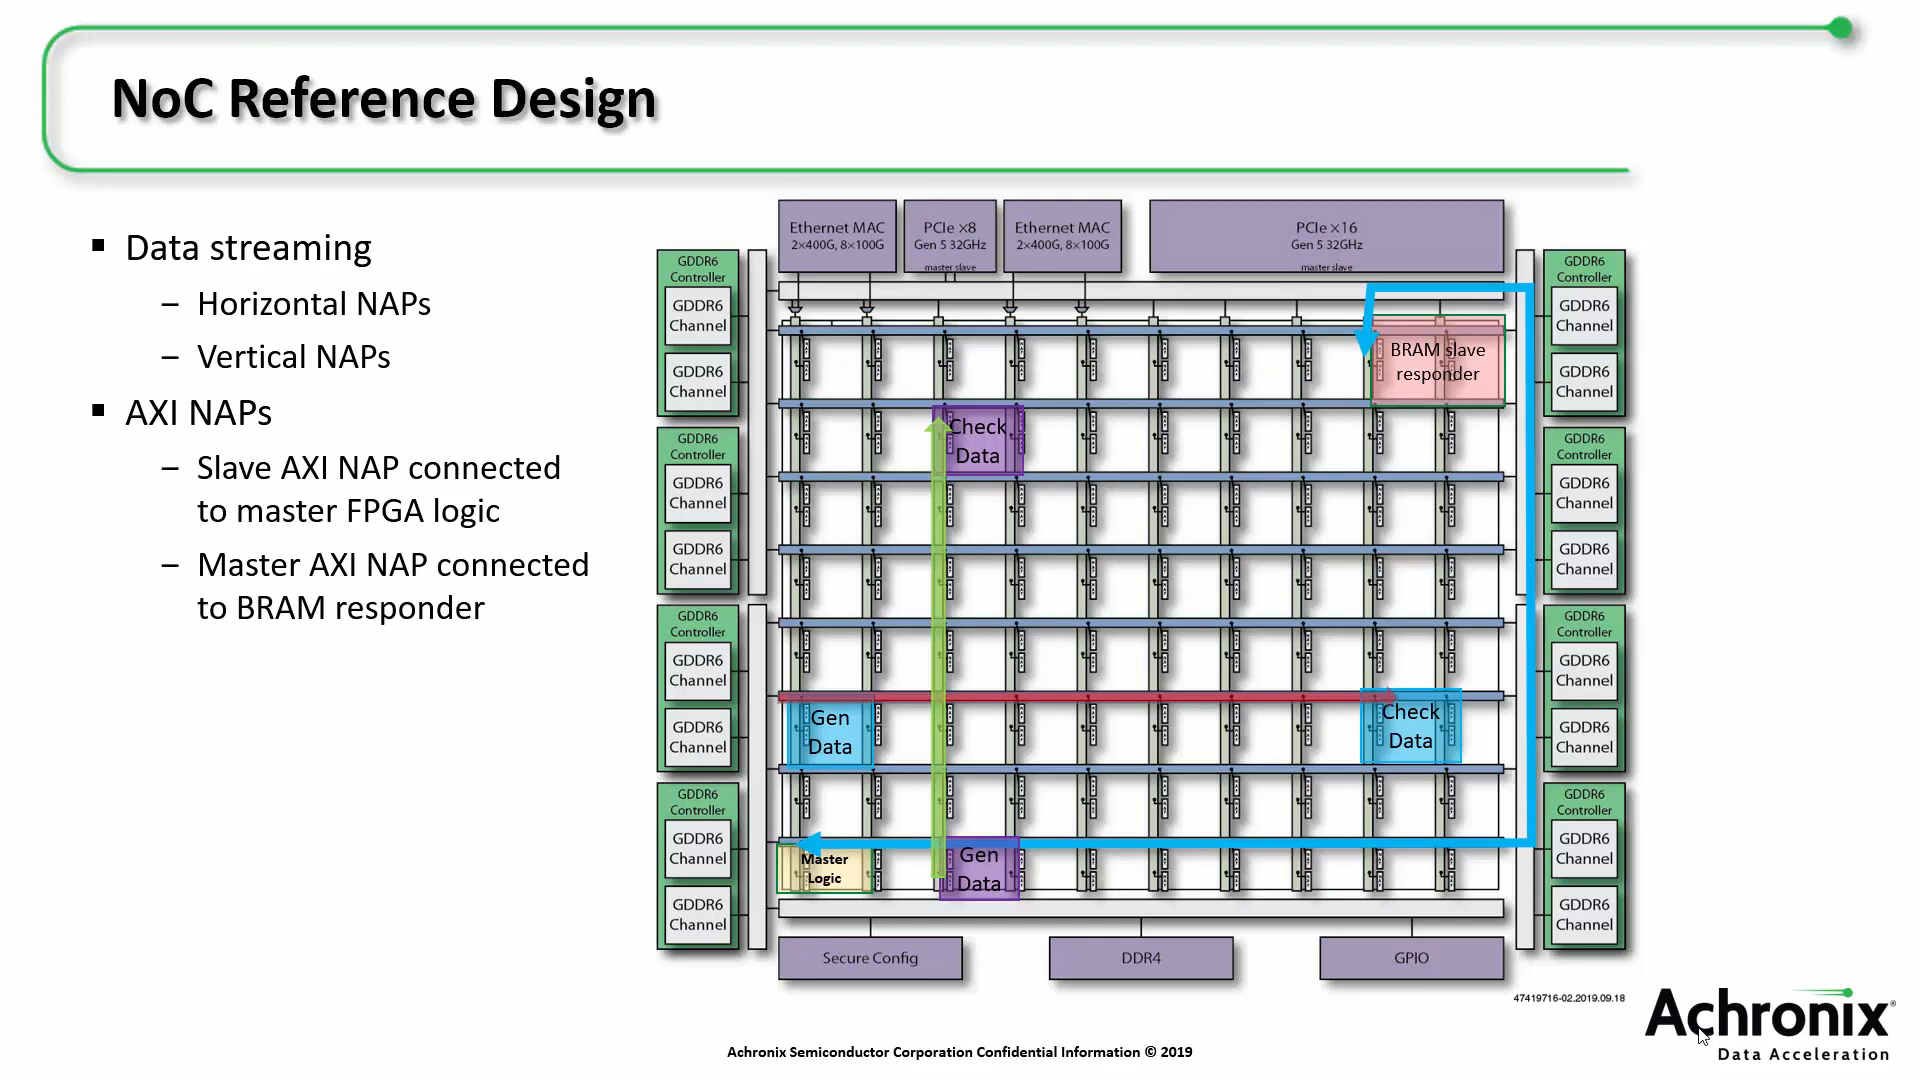 NoC Reference Design
▪ Data streaming
– Horizontal NAPs
– Vertical NAPs
▪ AXI NAPs
– Slave AXI NAP connected
to master FPGA logic
– Master AXI NAP connected
to BRAM responder
Ethernet MAC
2×400G, 8×100G
PCIe ×8
Gen 5 32GHz
master slave
Ethernet MAC
2×400G, 8×100G
PCIe ×16
Gen 5 32GHz
master slave
GDDR6
Controller
GDDR6
Channel
GDDR6
Channel
GDDR6
Controller
GDDR6
Channel
GDDR6
Channel
GDDR6
Controller
GDDR6
Channel
GDDR6
Channel
GDDR6
Controller
GDDR6
Channel
GDDR6
Channel
BRAM slave
responder
Check
Data
Gen
Data
Check
Data
Master
Logic
Gen
Data
GDDR6
Controller
GDDR6
Channel
GDDR6
Channel
GDDR6
Controller
GDDR6
Channel
GDDR6
Channel
GDDR6
Controller
GDDR6
Channel
GDDR6
Channel
GDDR6
Controller
GDDR6
Channel
GDDR6
Channel
Secure Config
DDR4
GPIO
47419716-02.2019.09.18
Achronix®
Data Acceleration
Achronix Semiconductor Corporation Confidential Information © 2019